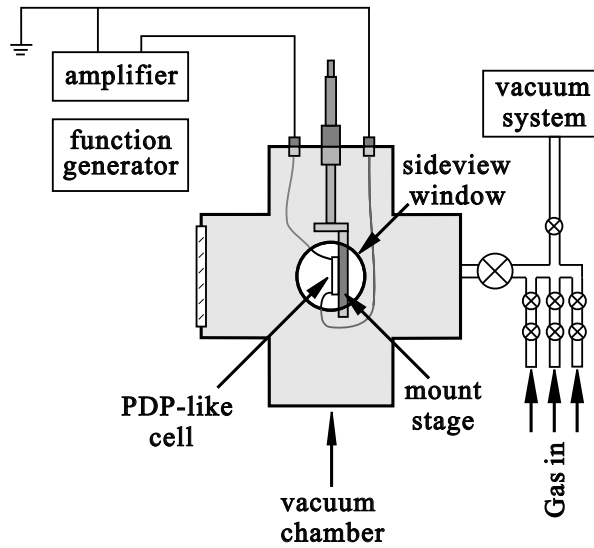 amplifier
function
generator
vacuum
system
sideview
window
PDP-like
cell
mount
stage
Gas in
vacuum
chamber